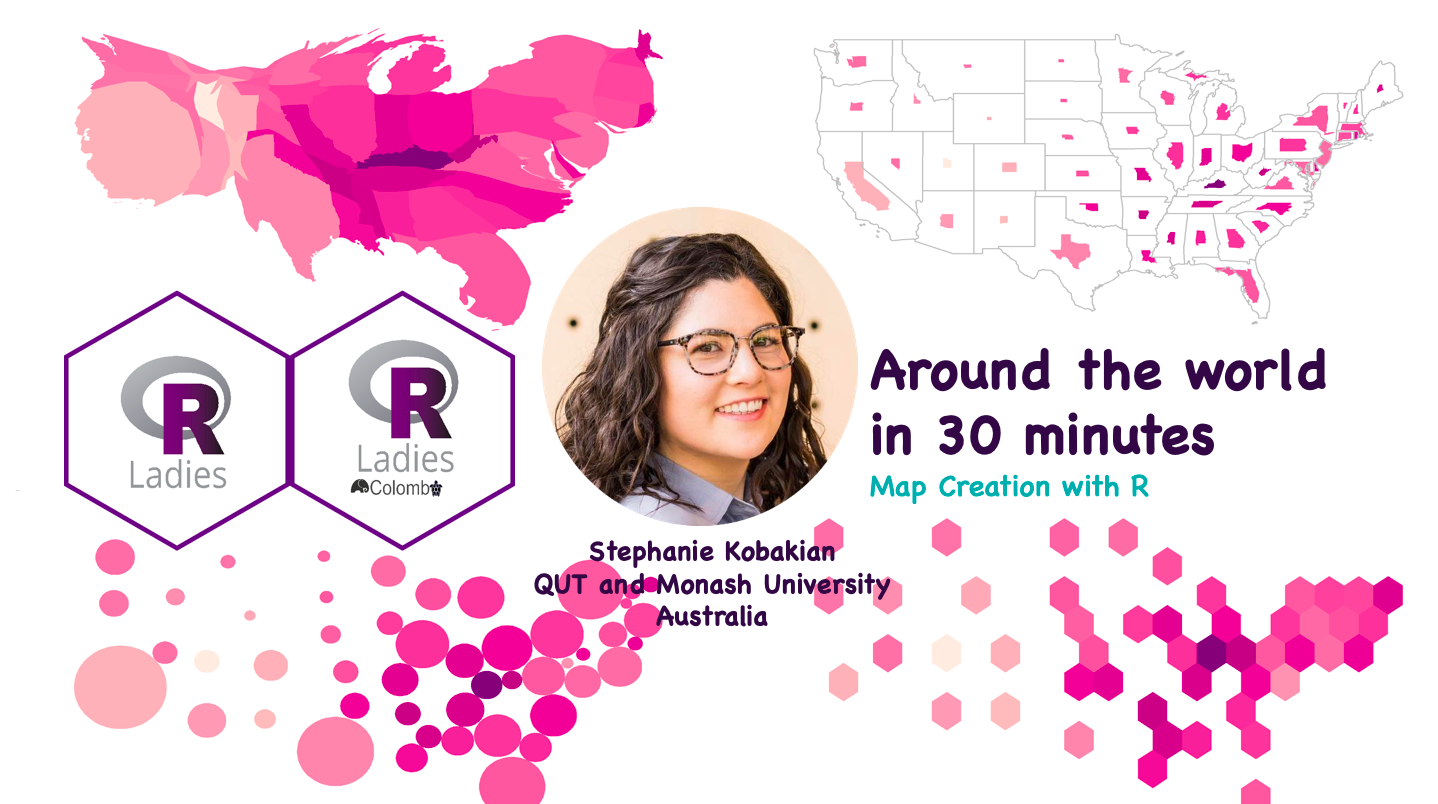 R
Ladies
R
Ladies
Colombo
Around the world
in 30 minutes
Map Creation with R
Stephanie Kobakian
QUT and Monash University
Australia